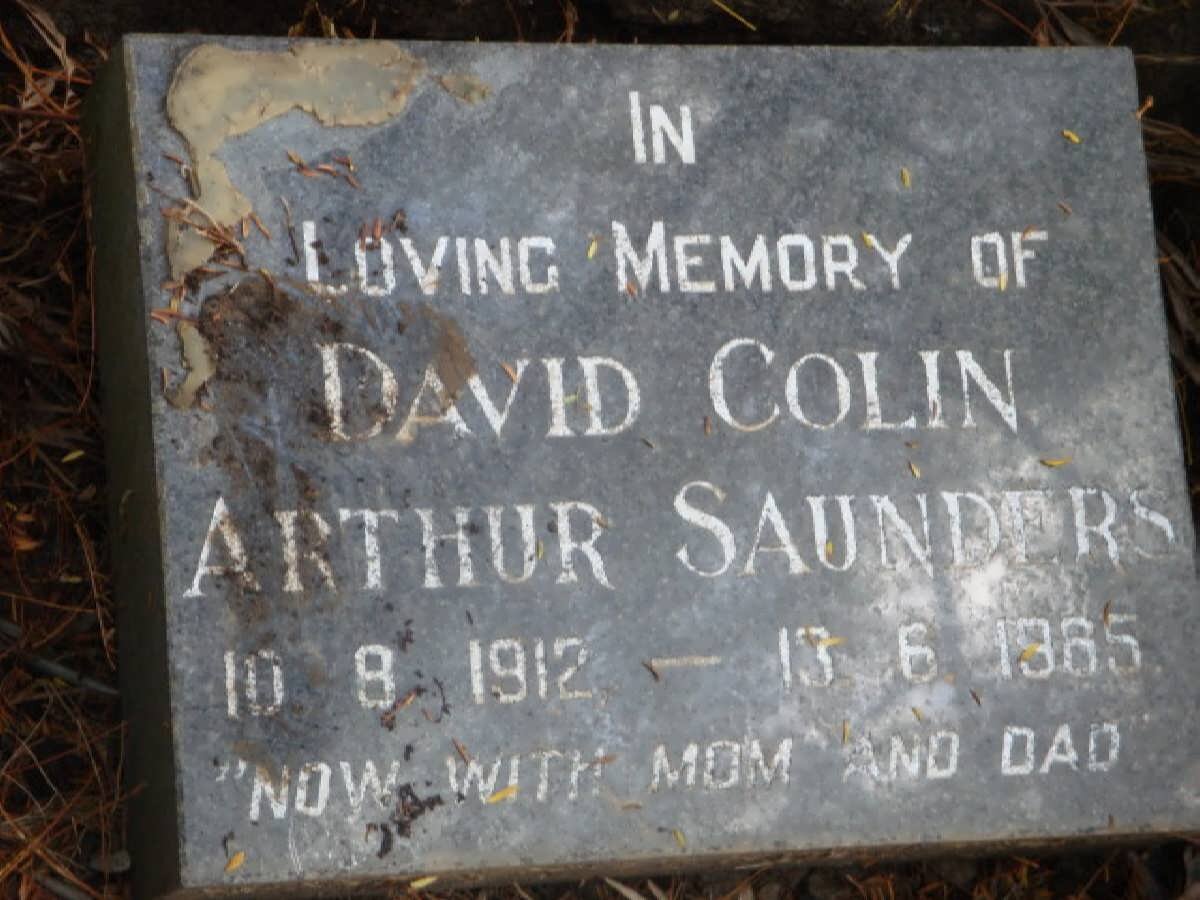 IN
LOVING MEMORY OF
DAVID COLIN
ARTHUR SAUNDERS
10 8 1912 — 13 6 1985
"NOW WITH MOM AND DAD"